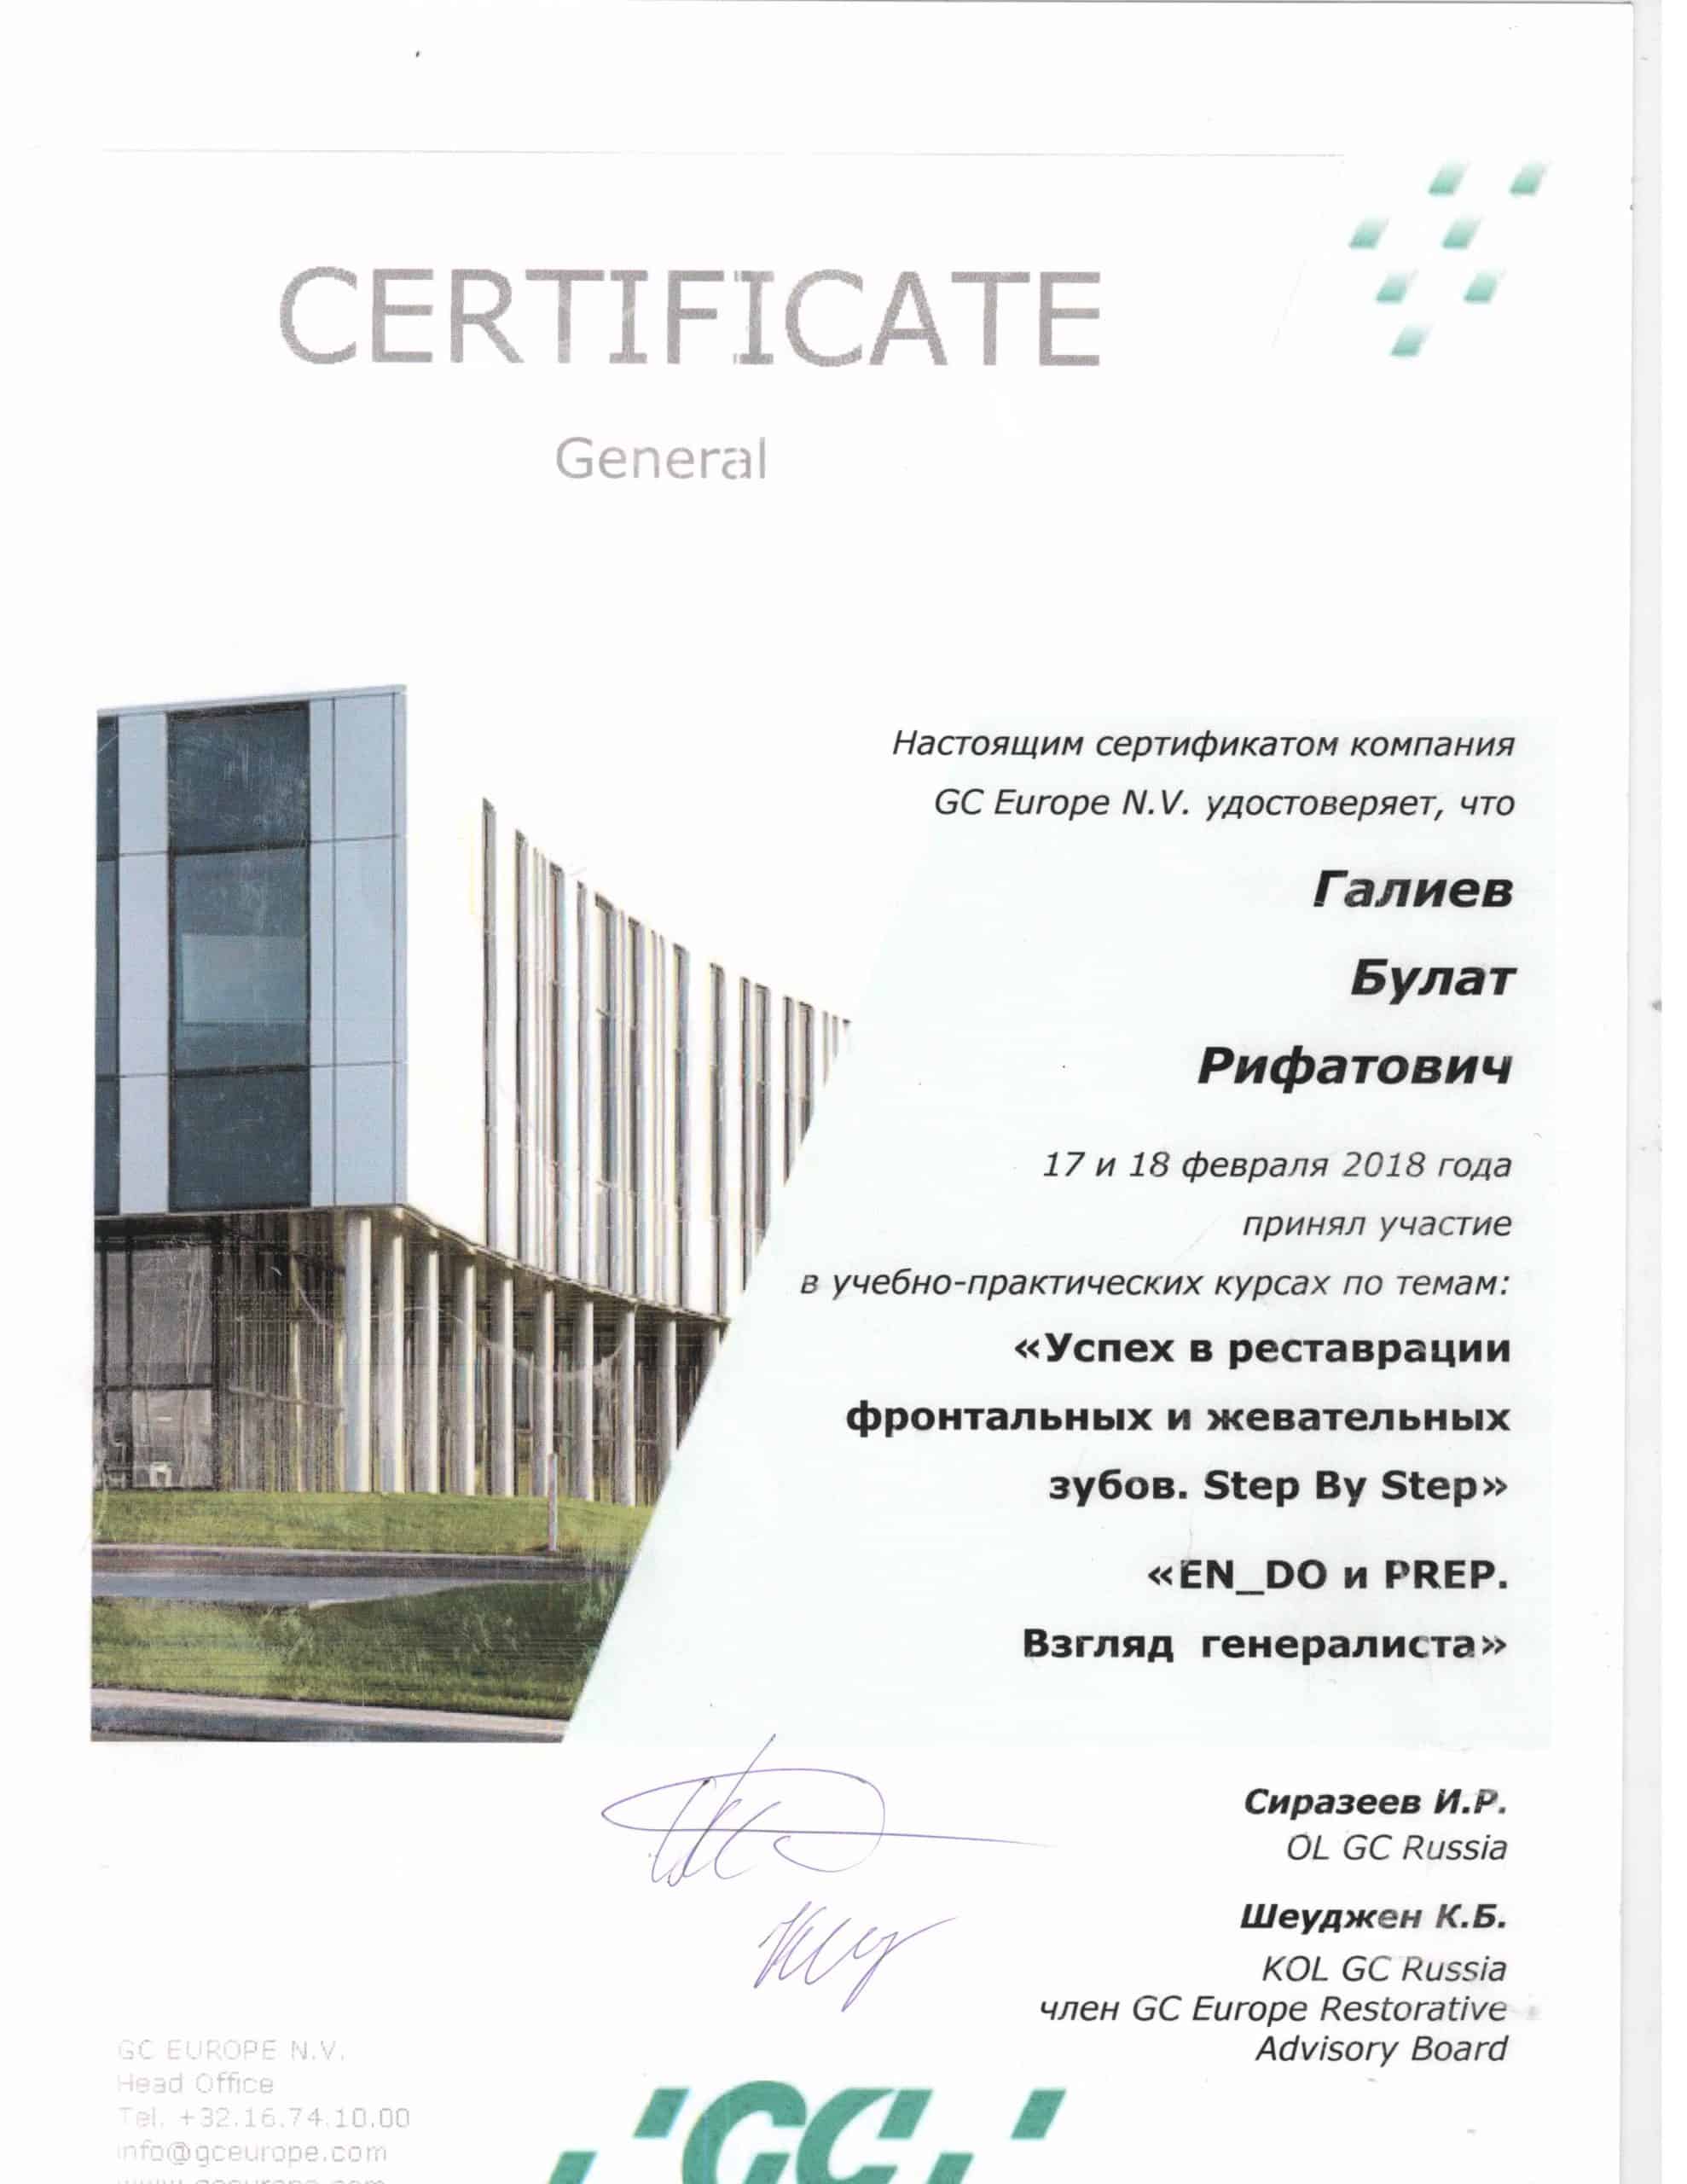 CERTIFICATE
General
Настоящим сертификатом компания
GC Europe N.V. удостоверяет, что
Галиев
Булат
Рифатович
17 и 18 февраля 2018 года
принял участие
в учебно-практических курсах по темам:
«Успех в реставрации
фронтальных и жевательных
зубов. Step By Step»
«EN_DO и PREP.
Взгляд генералиста»
Сиразеев И.Р.
OL GC Russia
Шеуджен К.Б.
KOL GC Russia
член GC Europe Restorative
Advisory Board
GC EUROPE N.V.
Head Office
Tel. +32.16.74.10.00
info@gceurope.com
GC